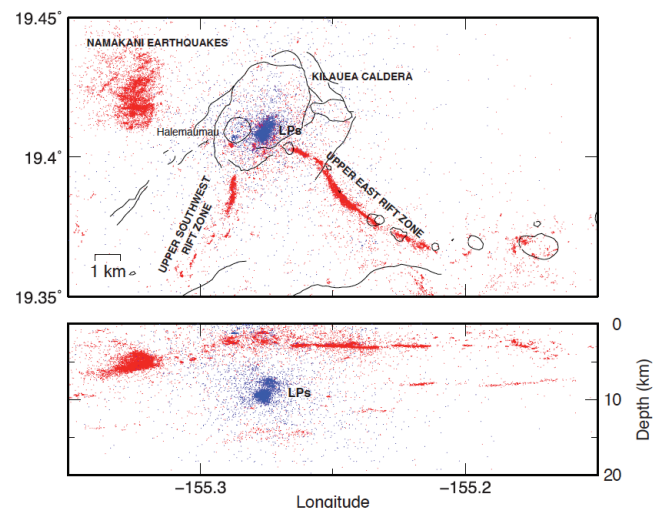 19.45°
NAMAKANI EARTHQUAKES
KILAUEA CALDERA
Halemaumau
LPs
19.4°
UPPER EAST RIFT ZONE
UPPER SOUTHWEST
RIFT ZONE
1 km
19.35°
0
LPs
10
Depth (km)
20
−155.3
−155.2
Longitude